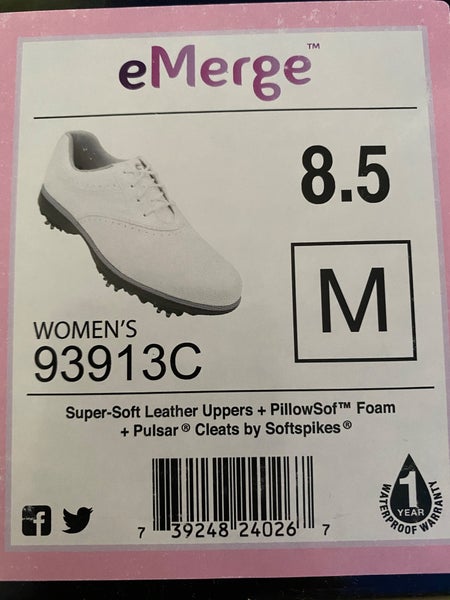 eMerge™
8.5
M
WOMEN'S
93913C
Super-Soft Leather Uppers + PillowSof™ Foam
+ Pulsar® Cleats by Softspikes®
1
YEAR
WATERPROOF WARRANTY
7 39248 24026 7